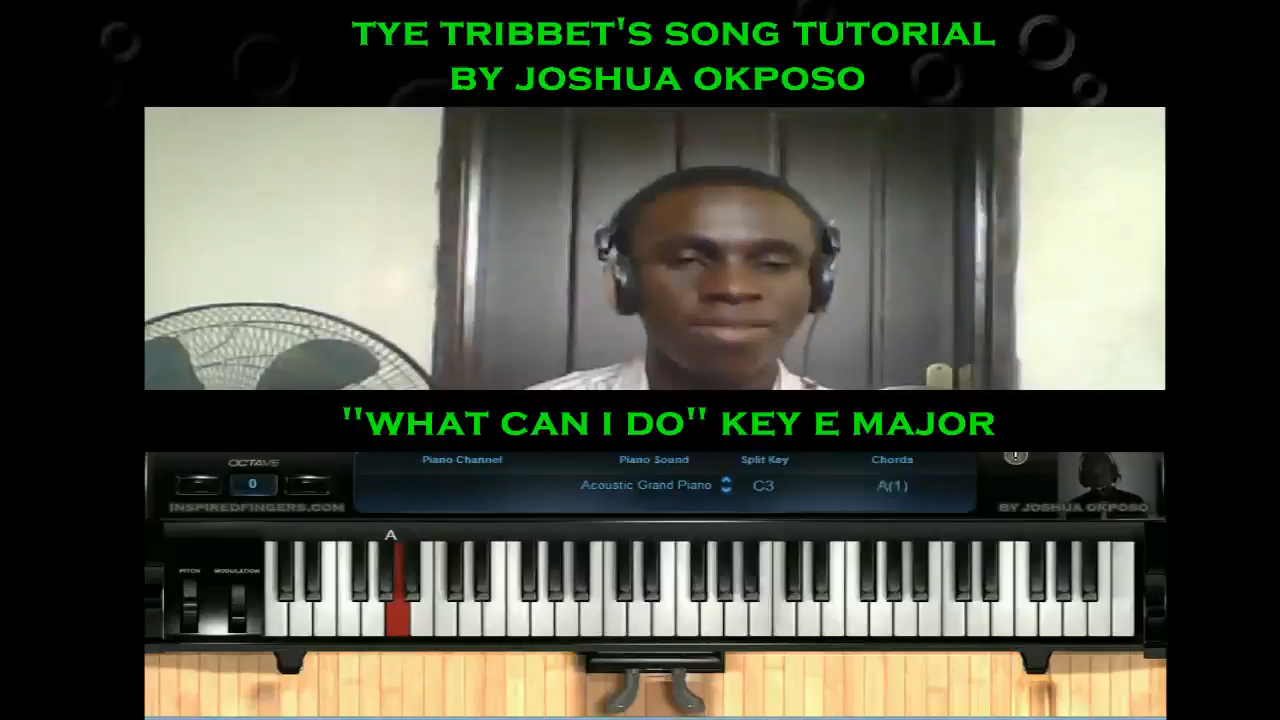 TYE TRIBBET'S SONG TUTORIAL
BY JOSHUA OKPOSO
"WHAT CAN I DO" KEY E MAJOR
OCTAVE
Piano Channel
Piano Sound
Split Key
Chords
0
Acoustic Grand Piano
C3
A(1)
INSPIREDFINGERS.COM
BY JOSHUA OKPOSO
A
PITCH
MODULATION